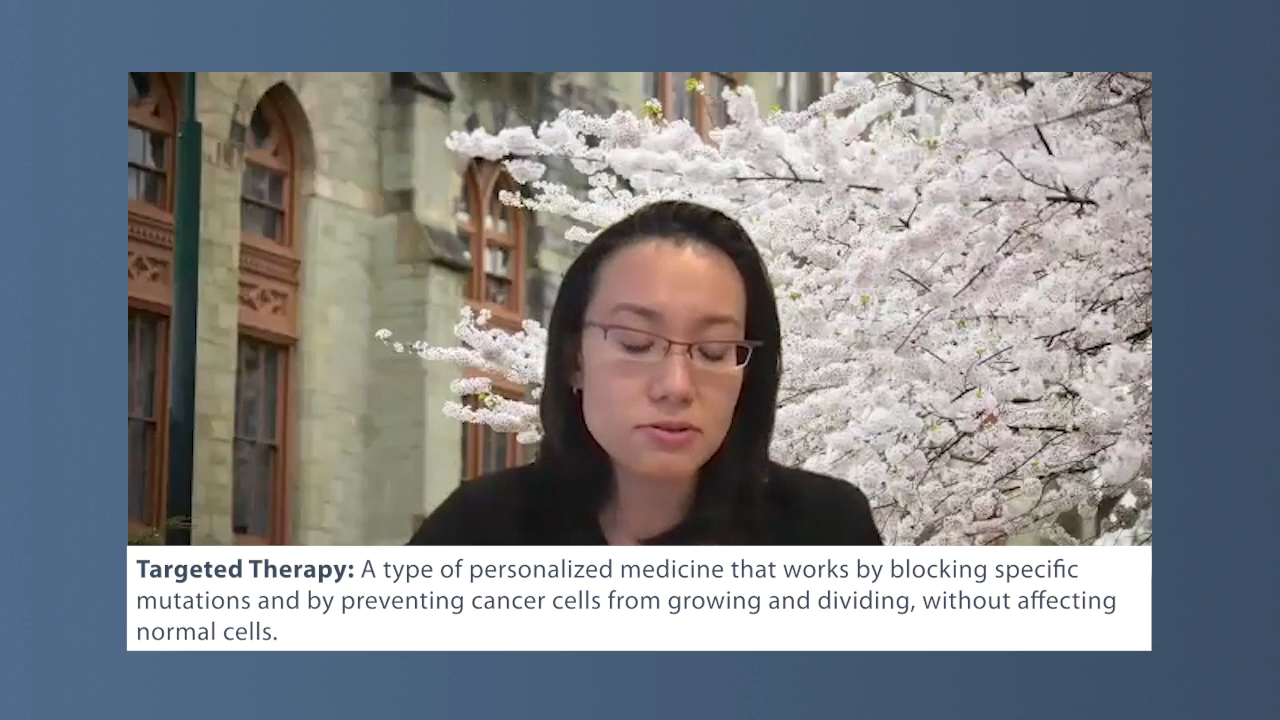 Targeted Therapy: A type of personalized medicine that works by blocking specific
mutations and by preventing cancer cells from growing and dividing, without affecting
normal cells.